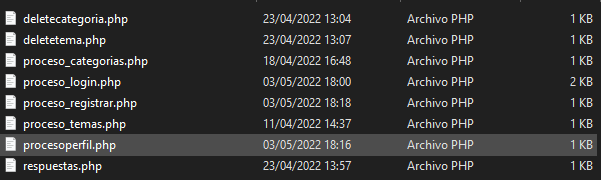 deletecategoria.php 23/04/2022 13:04 Archivo PHP 1 KB
deletetema.php 23/04/2022 13:07 Archivo PHP 1 KB
proceso_categorias.php 18/04/2022 16:48 Archivo PHP 1 KB
proceso_login.php 03/05/2022 18:00 Archivo PHP 2 KB
proceso_registrar.php 03/05/2022 18:18 Archivo PHP 1 KB
proceso_temas.php 11/04/2022 14:37 Archivo PHP 1 KB
procesoperfil.php 03/05/2022 18:16 Archivo PHP 1 KB
respuestas.php 23/04/2022 13:57 Archivo PHP 1 KB